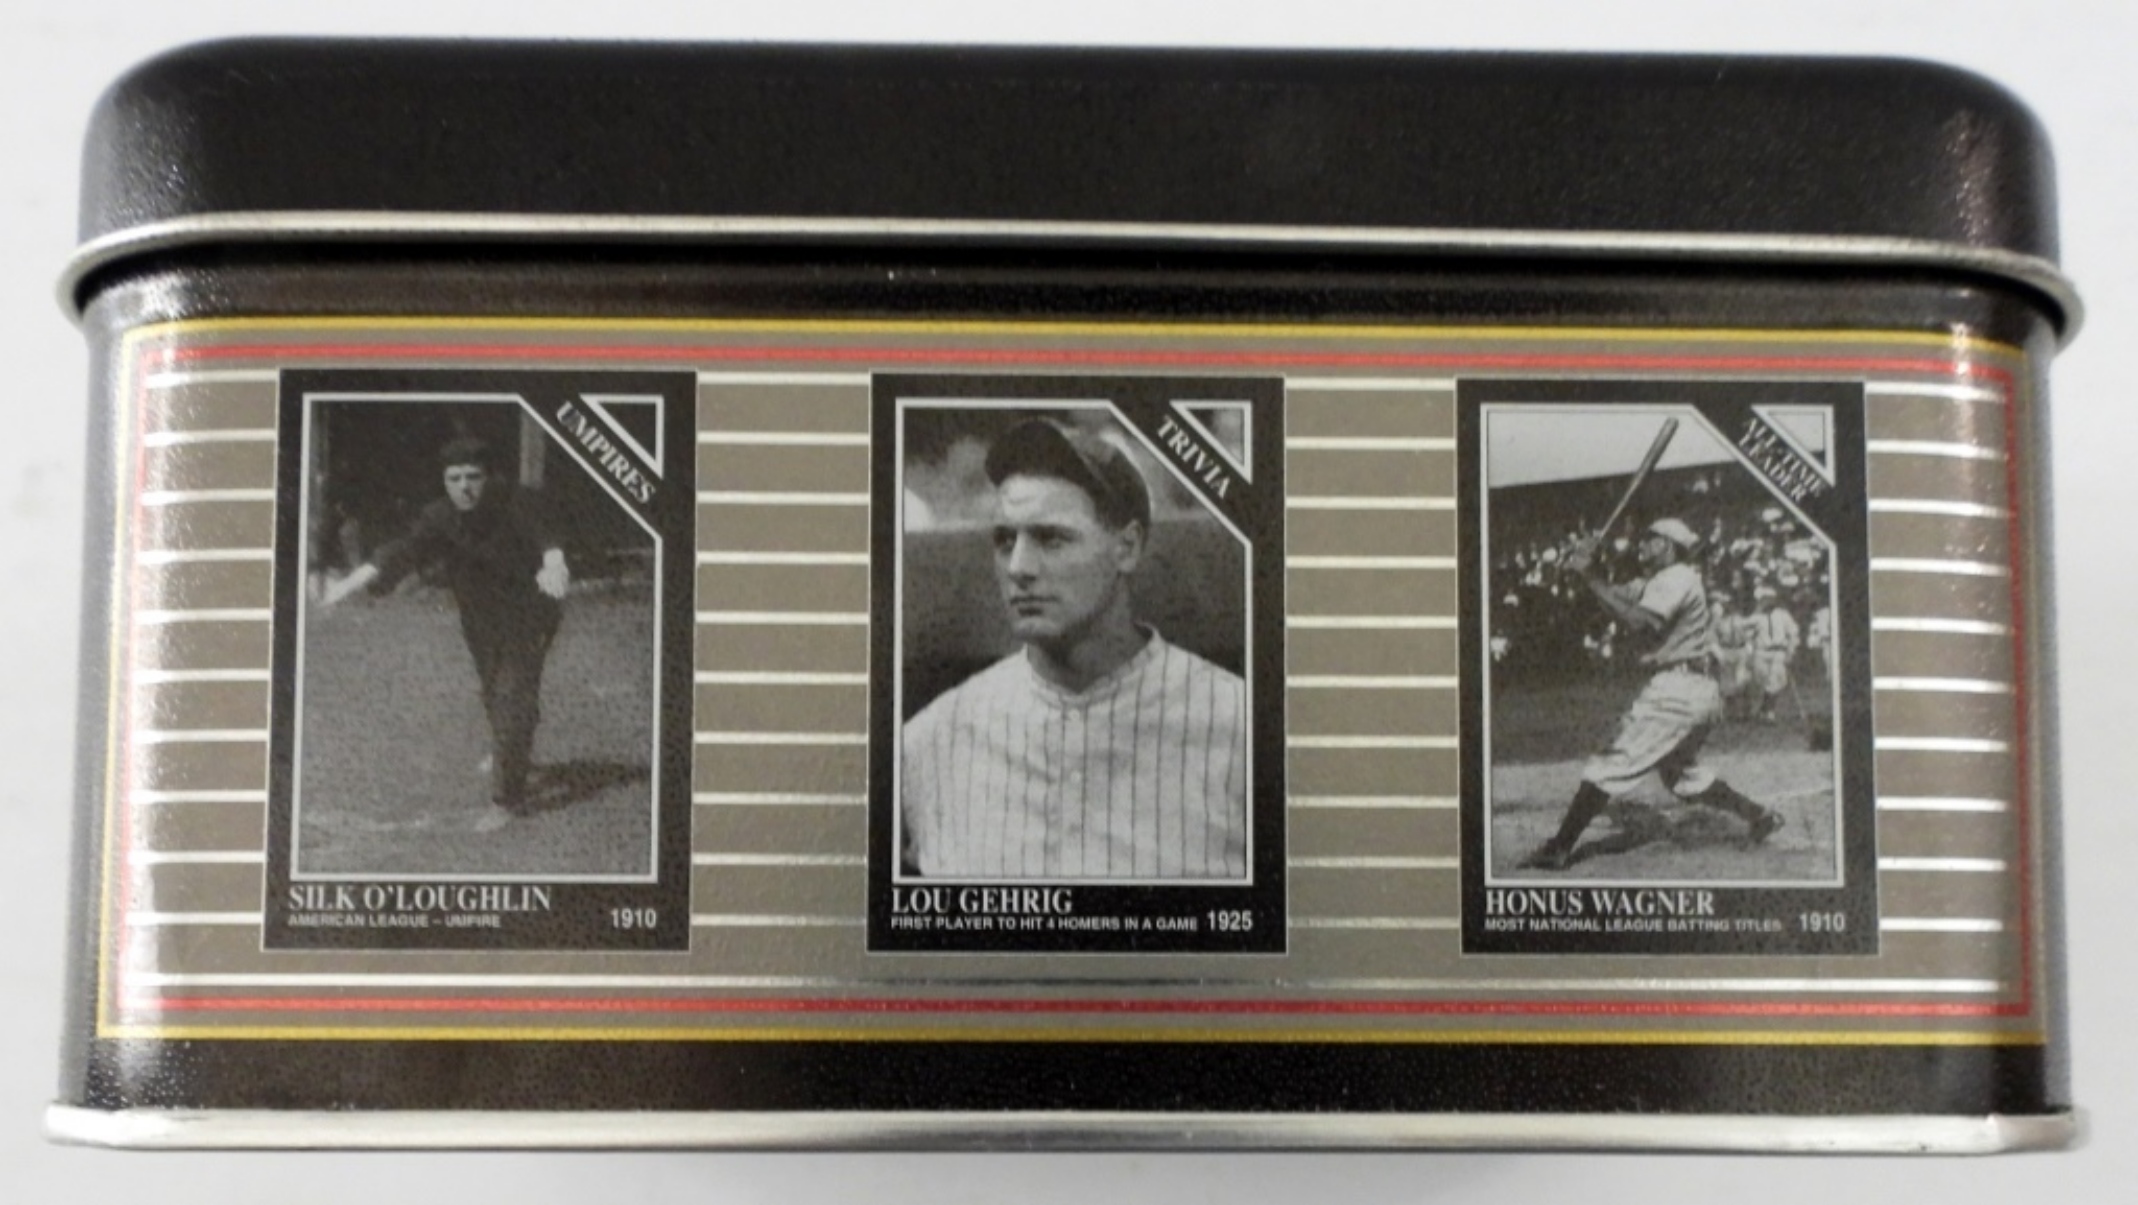 UMPIRES
SILK O'LOUGHLIN
AMERICAN LEAGUE – UMPIRE 1910
TRIVIA
LOU GEHRIG
FIRST PLAYER TO HIT 4 HOMERS IN A GAME 1925
ALL-TIME
LEADER
HONUS WAGNER
MOST NATIONAL LEAGUE BATTING TITLES 1910